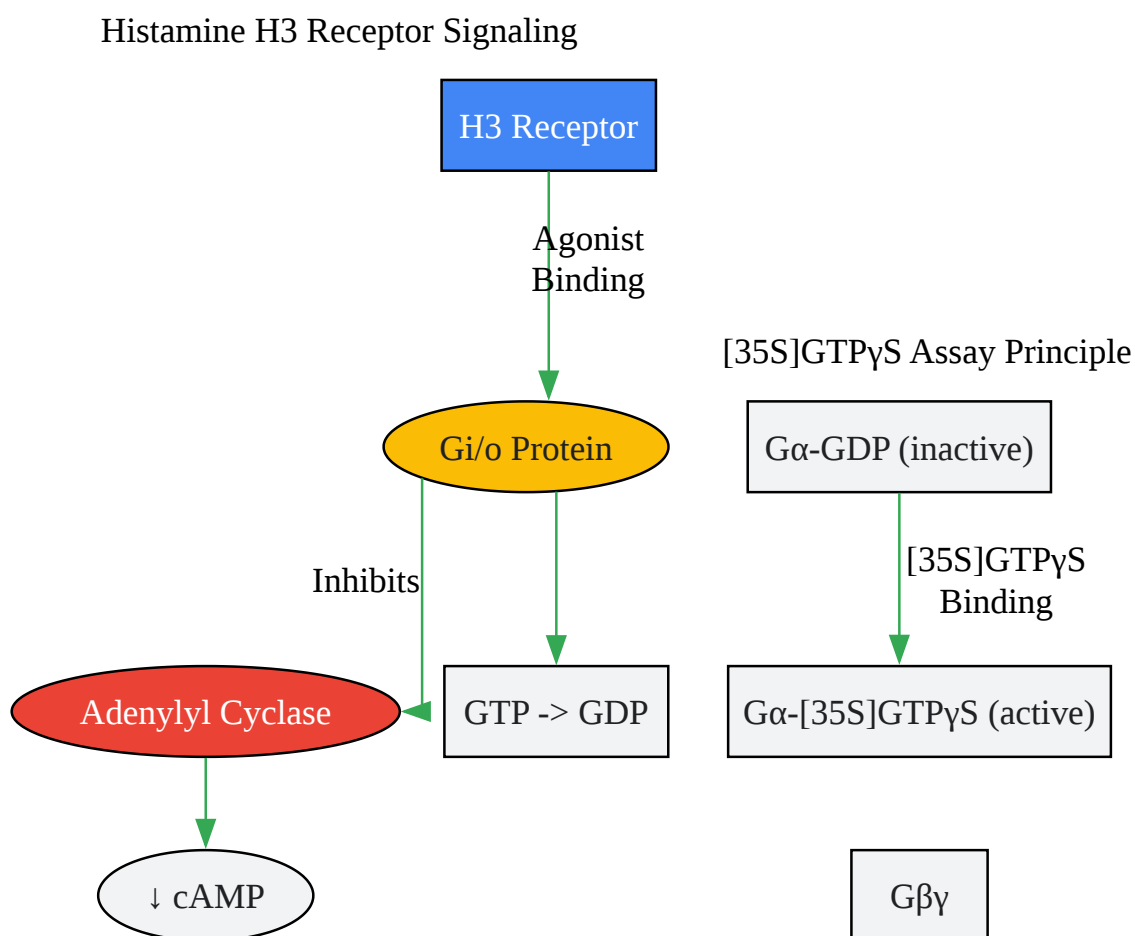 Histamine H3 Receptor Signaling
H3 Receptor
Agonist
Binding
[35S]GTPγS Assay Principle
Gi/o Protein
Gα-GDP (inactive)
Inhibits
[35S]GTPγS
Binding
Adenylyl Cyclase
GTP -> GDP
Gα-[35S]GTPγS (active)
↓ cAMP
Gβγ